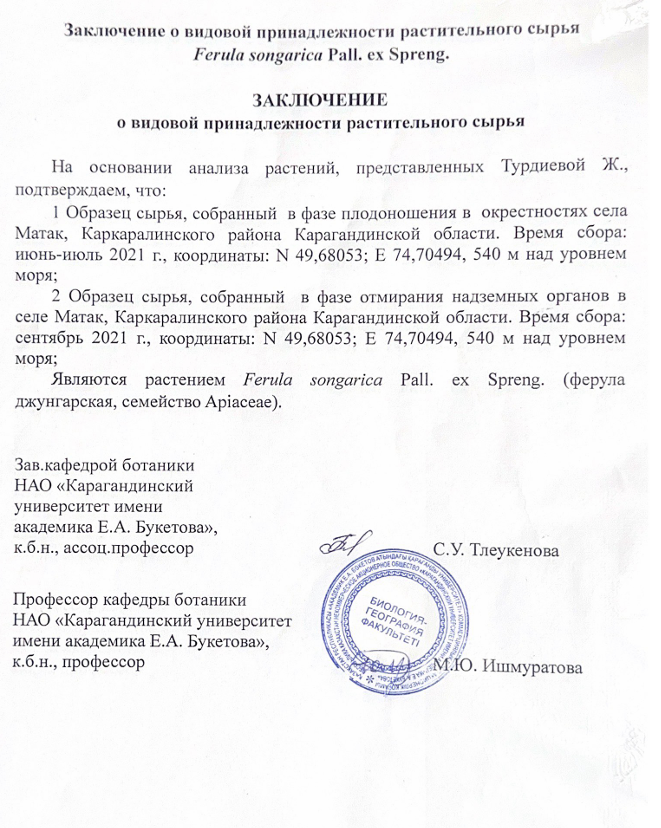 Заключение о видовой принадлежности растительного сырья
Ferula songarica Pall. ex Spreng.
ЗАКЛЮЧЕНИЕ
о видовой принадлежности растительного сырья
На основании анализа растений, представленных Турдиевой Ж.,
подтверждаем, что:
1 Образец сырья, собранный в фазе плодоношения в окрестностях села
Матак, Каркаралинского района Карагандинской области. Время сбора:
июнь-июль 2021 г., координаты: N 49,68053; E 74,70494, 540 м над уровнем
моря;
2 Образец сырья, собранный в фазе отмирания надземных органов в
селе Матак, Каркаралинского района Карагандинской области. Время сбора:
сентябрь 2021 г., координаты: N 49,68053; E 74,70494, 540 м над уровнем
моря;
Являются растением Ferula songarica Pall. ex Spreng. (ферула
джунгарская, семейство Apiaceae).
Зав.кафедрой ботаники
НАО «Карагандинский
университет имени
академика Е.А. Букетова»,
к.б.н., ассоц.профессор
С.У. Тлеукенова
Профессор кафедры ботаники
НАО «Карагандинский университет
имени академика Е.А. Букетова»,
к.б.н., профессор
М.Ю. Ишмуратова
БИОЛОГИЯ-
ГЕОГРАФИЯ
ФАКУЛЬТЕТІ